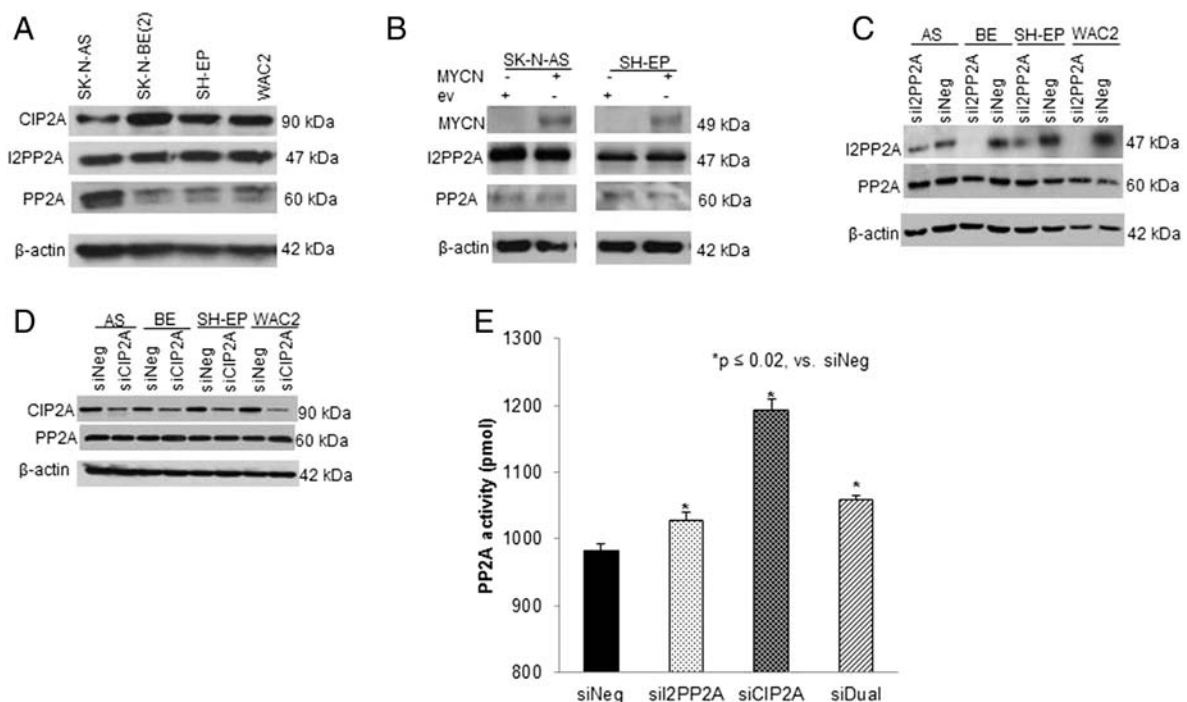 A
SK-N-AS
SK-N-BE(2)
SH-EP
WAC2
CIP2A
90 kDa
I2PP2A
47 kDa
PP2A
60 kDa
β-actin
42 kDa
B
SK-N-AS SH-EP
MYCN - + - +
ev + - + -
MYCN 49 kDa
I2PP2A 47 kDa
PP2A 60 kDa
β-actin 42 kDa
C
AS BE SH-EP WAC2
siI2PP2A siNeg siI2PP2A siNeg siI2PP2A siNeg siI2PP2A siNeg
I2PP2A 47 kDa
PP2A 60 kDa
β-actin 42 kDa
D
AS BE SH-EP WAC2
siNeg siCIP2A siNeg siCIP2A siNeg siCIP2A siNeg siCIP2A
CIP2A 90 kDa
PP2A 60 kDa
β-actin 42 kDa
E
PP2A activity (pmol)
1300
1200
1100
1000
900
800
*p ≤ 0.02, vs. siNeg
*
*
*
siNeg siI2PP2A siCIP2A siDual